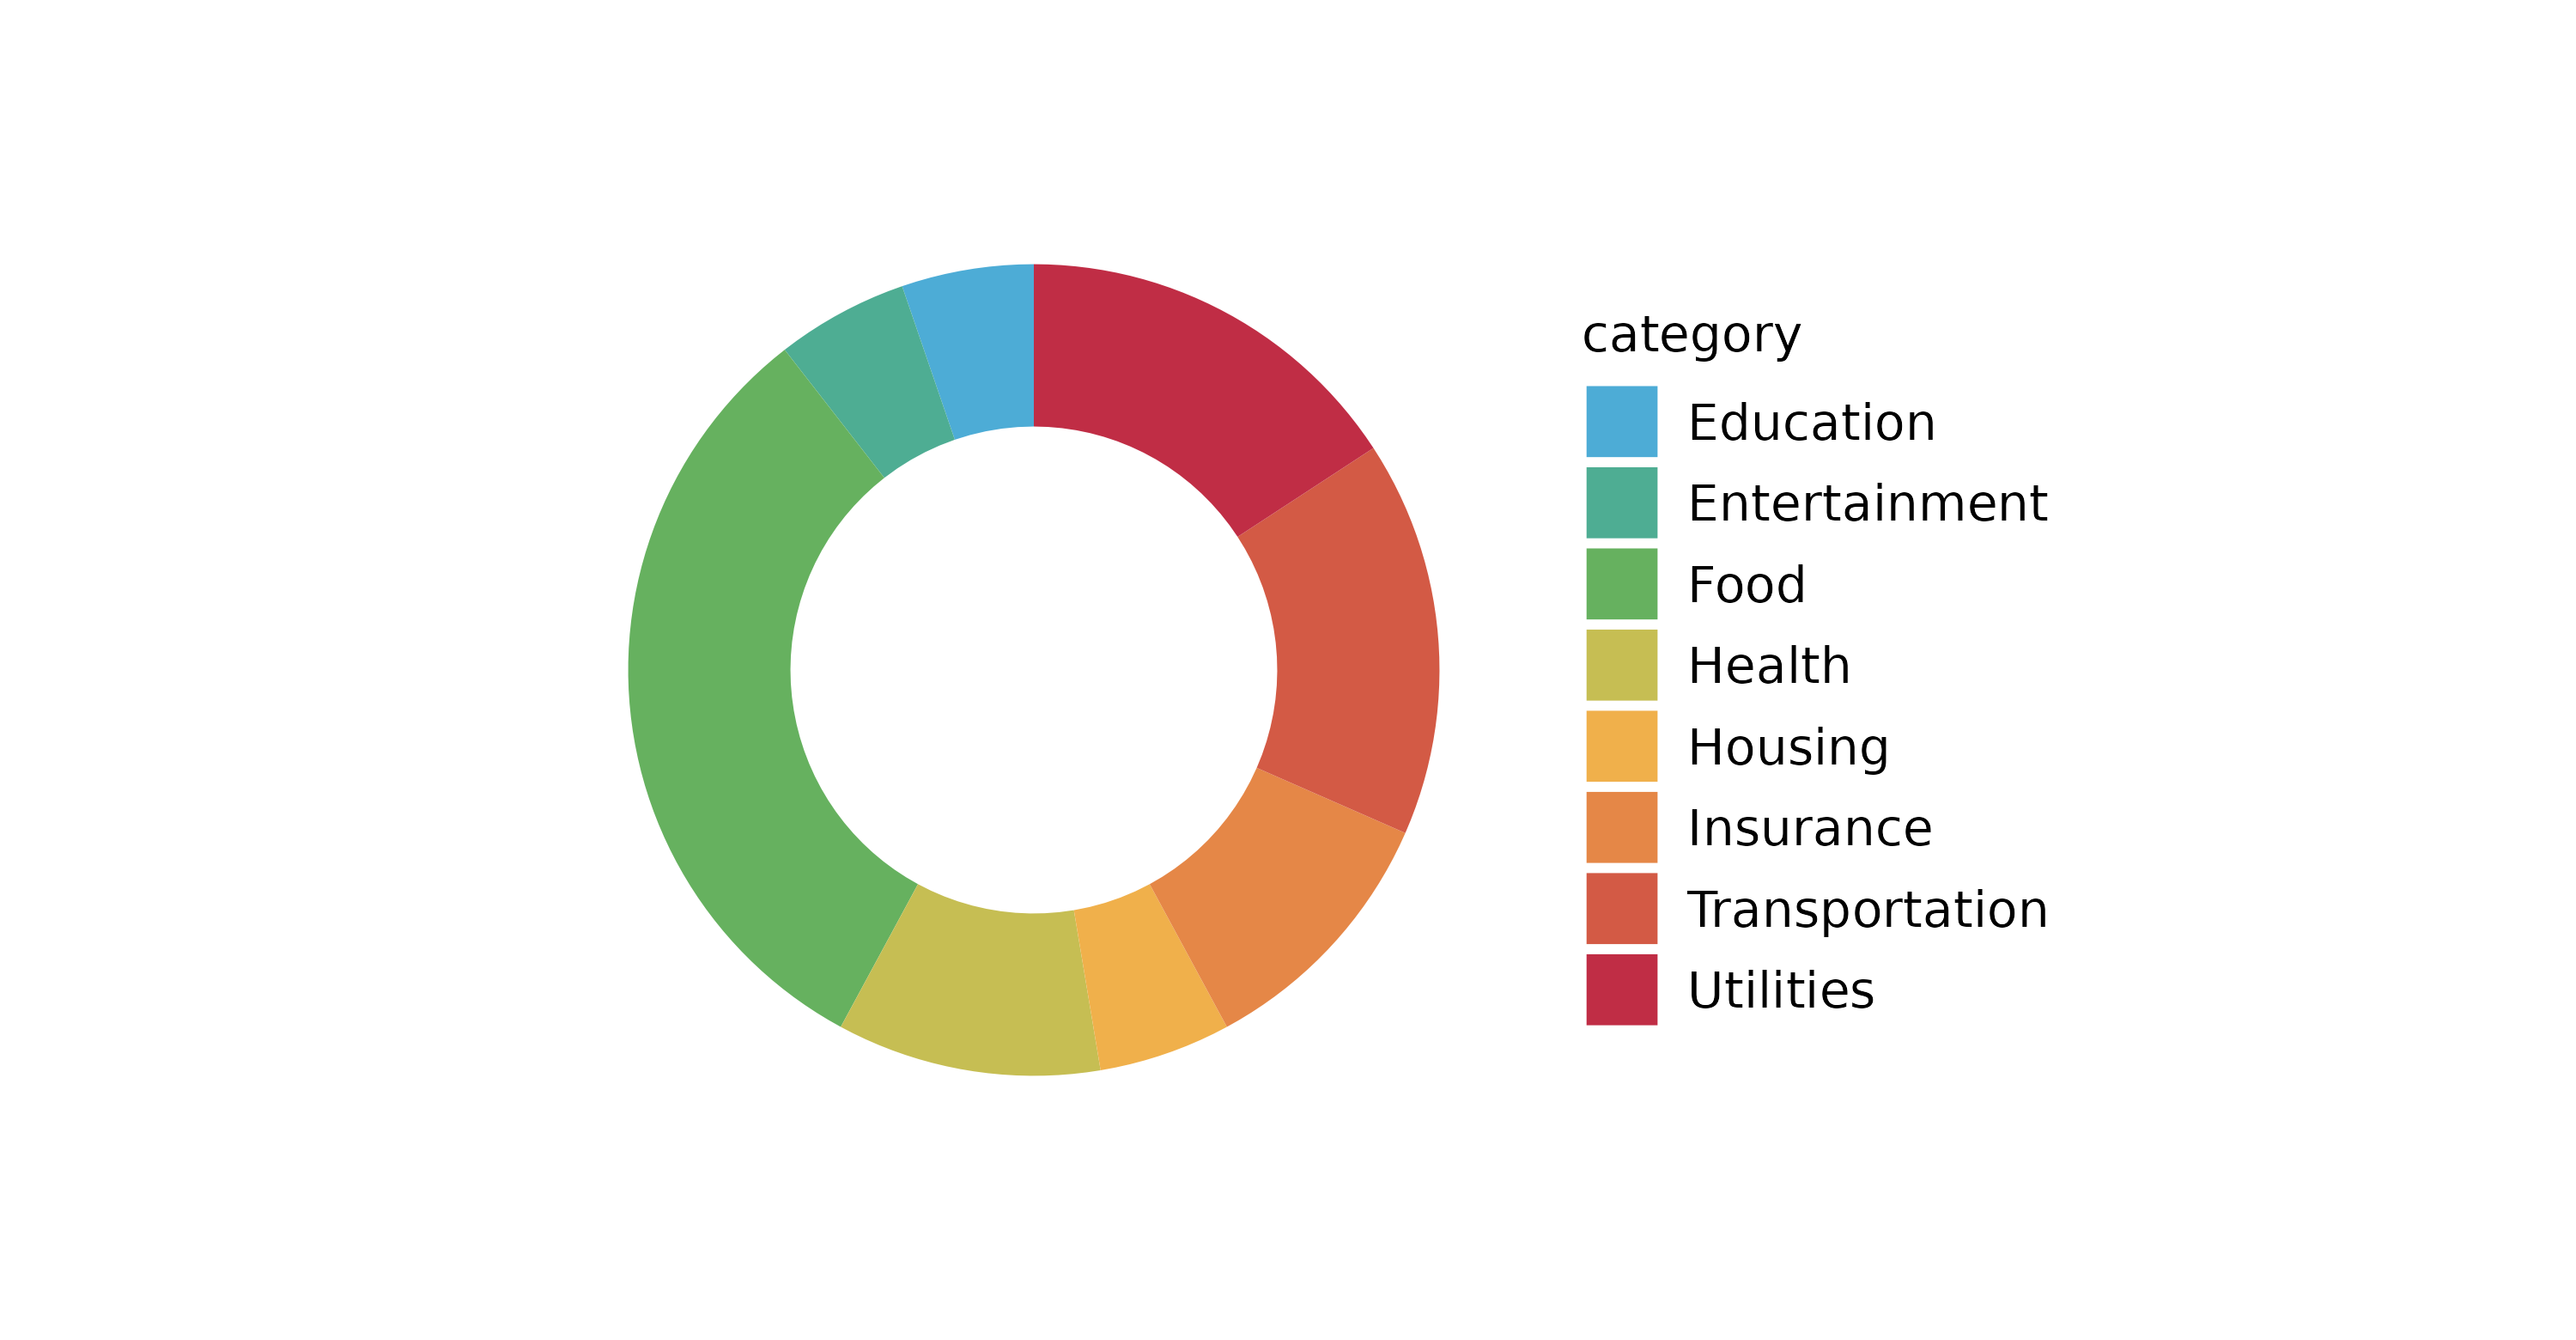 category
Education
Entertainment
Food
Health
Housing
Insurance
Transportation
Utilities